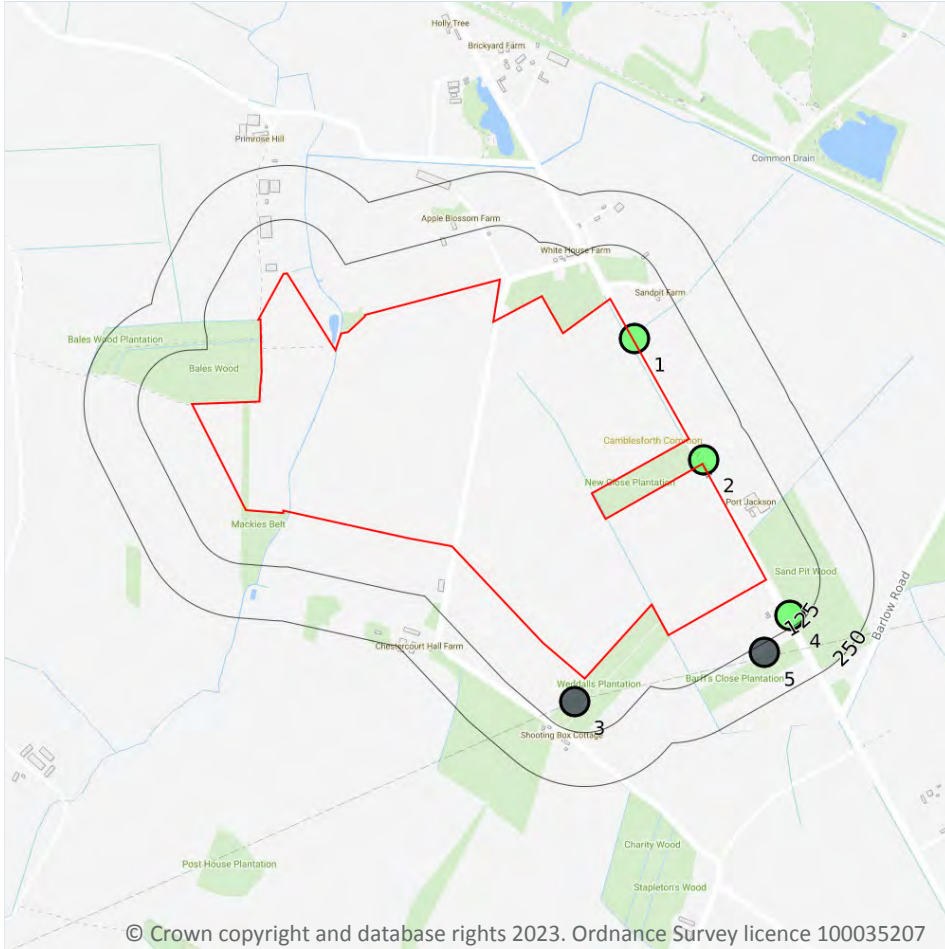 Holly Tree
Brickyard Farm
Primrose Hill
Common Drain
Apple Blossom Farm
White House Farm
Sandpit Farm
Bales Wood Plantation
1
Bales Wood
Camblesforth Common
New Close Plantation
2
Port Jackson
Mackies Belt
Sand Pit Wood
Barlow Road
125
4
250
Chestercourt Hall Farm
5
Weddalls Plantation
Barff's Close Plantation
3
Shooting Box Cottage
Charity Wood
Post House Plantation
Stapleton's Wood
© Crown copyright and database rights 2023. Ordnance Survey licence 100035207